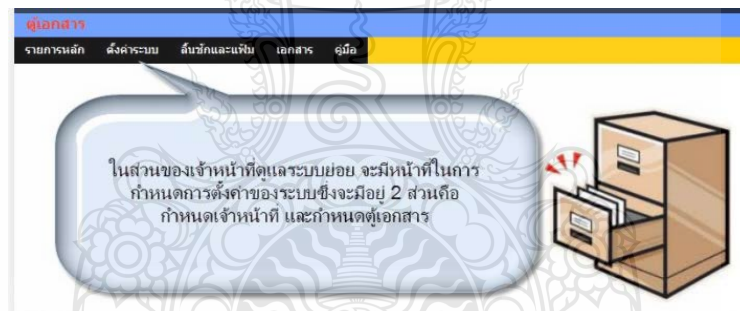 ตู้เอกสาร
รายการหลัก ตั้งค่าระบบ ลิ้นชักและแฟ้ม เอกสาร คู่มือ
ในส่วนของเจ้าหน้าที่ดูแลระบบย่อย จะมีหน้าที่ในการ
กำหนดการตั้งค่าของระบบซึ่งจะมีอยู่ 2 ส่วนคือ
กำหนดเจ้าหน้าที่ และกำหนดตู้เอกสาร